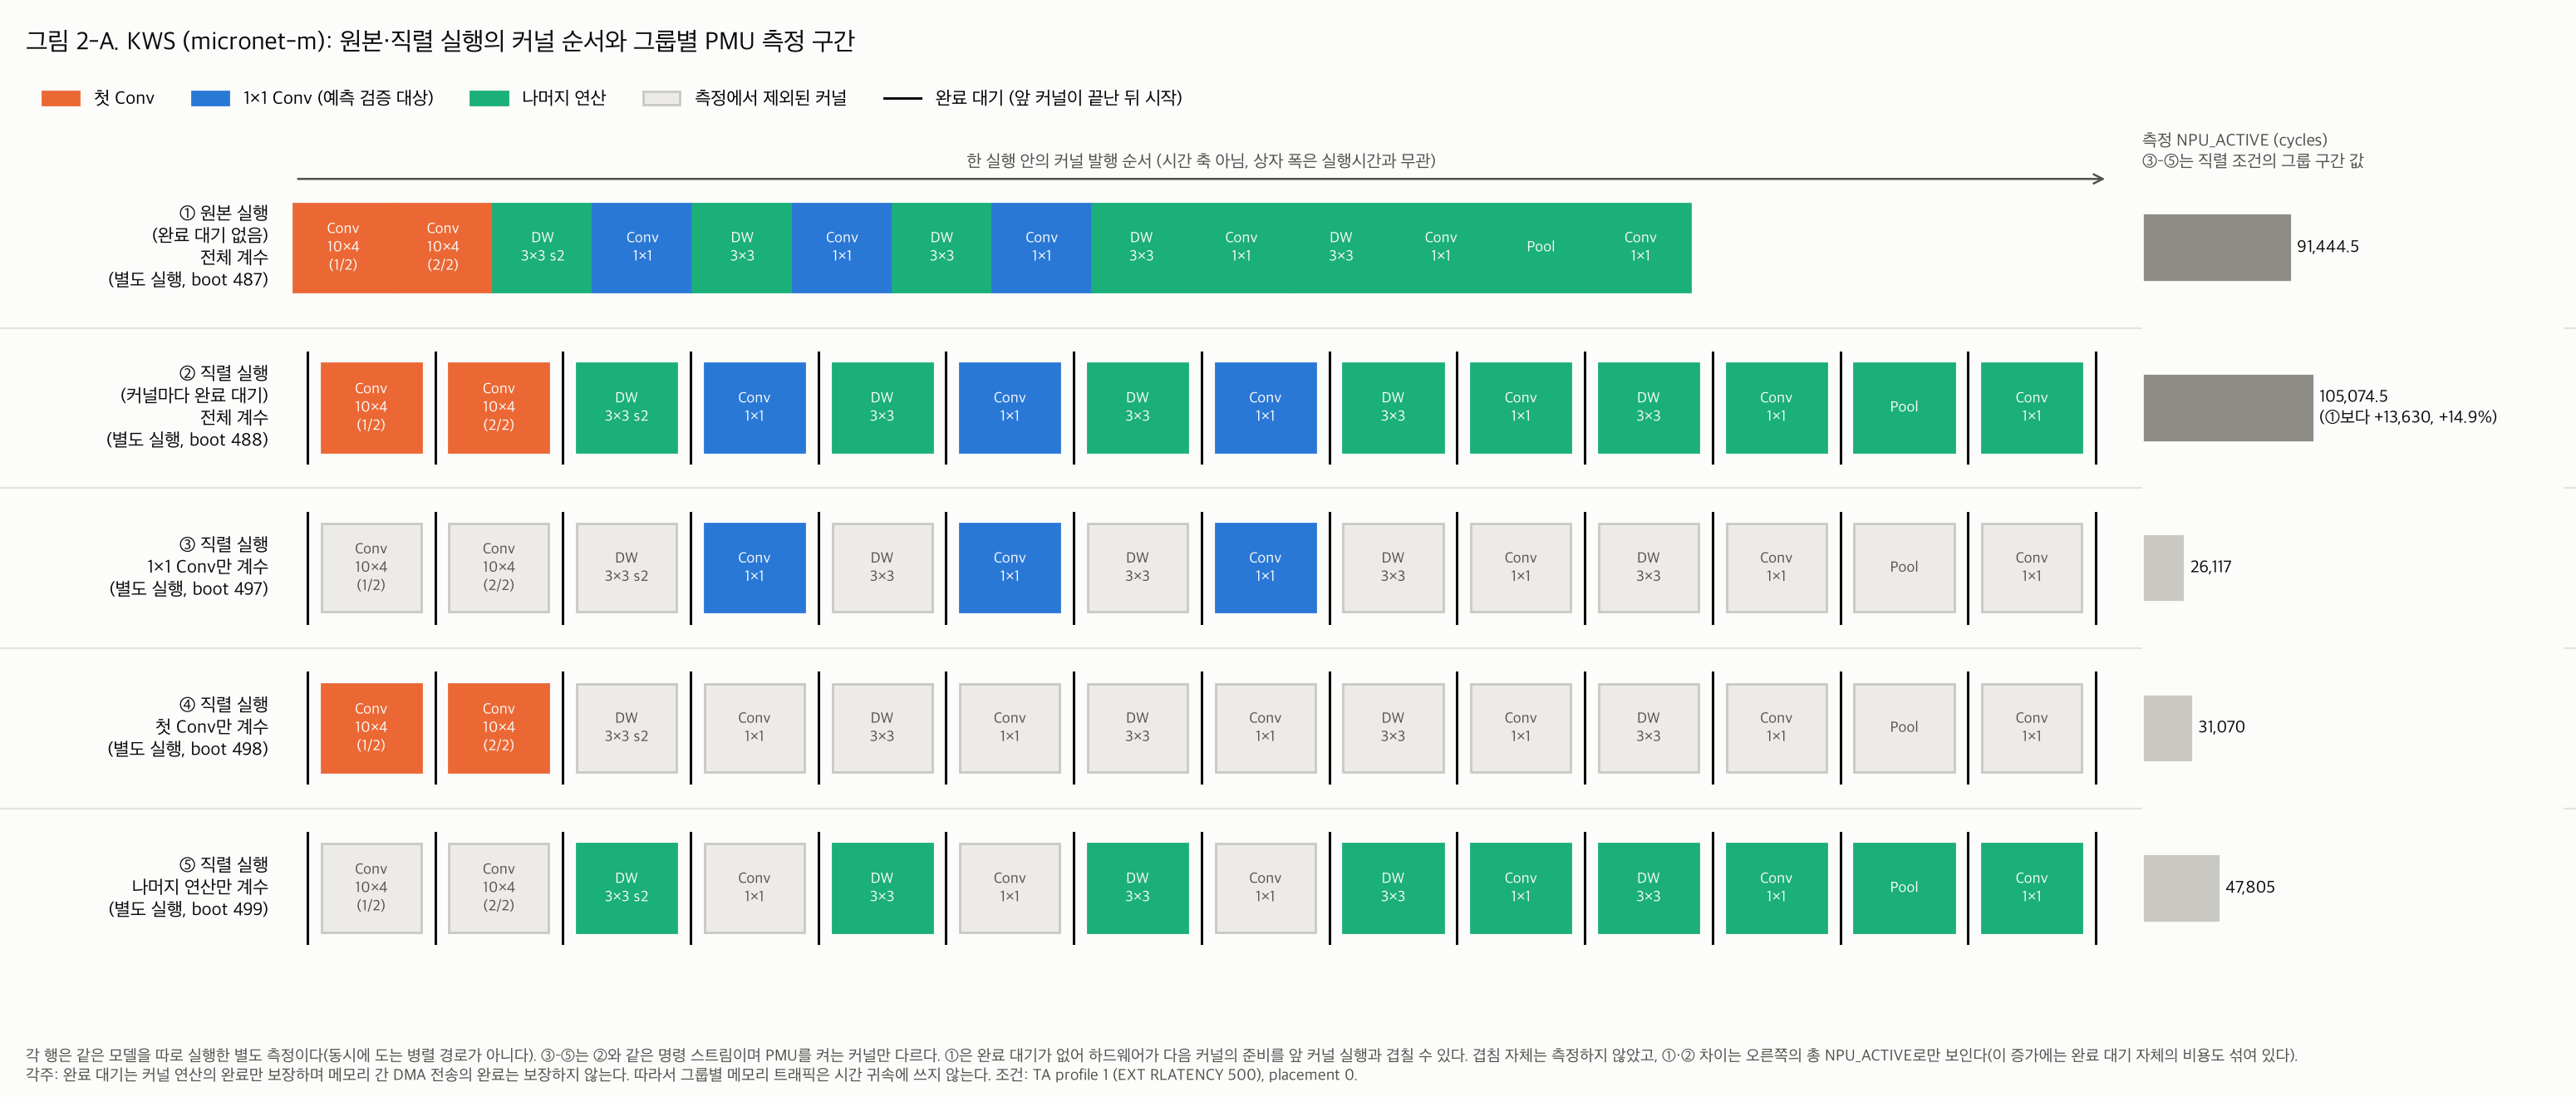 그림 2-A. KWS (micronet-m): 원본·직렬 실행의 커널 순서와 그룹별 PMU 측정 구간
첫 Conv
1×1 Conv (예측 검증 대상)
나머지 연산
측정에서 제외된 커널
완료 대기 (앞 커널이 끝난 뒤 시작)
측정 NPU_ACTIVE (cycles)
③-⑤는 직렬 조건의 그룹 구간 값
한 실행 안의 커널 발행 순서 (시간 축 아님, 상자 폭은 실행시간과 무관)
① 원본 실행
(완료 대기 없음)
전체 계수
(별도 실행, boot 487)
Conv
10×4
(1/2)
Conv
10×4
(2/2)
DW
3×3 s2
Conv
1×1
DW
3×3
Conv
1×1
DW
3×3
Conv
1×1
DW
3×3
Conv
1×1
DW
3×3
Conv
1×1
Pool
Conv
1×1
91,444.5
② 직렬 실행
(커널마다 완료 대기)
전체 계수
(별도 실행, boot 488)
Conv
10×4
(1/2)
Conv
10×4
(2/2)
DW
3×3 s2
Conv
1×1
DW
3×3
Conv
1×1
DW
3×3
Conv
1×1
DW
3×3
Conv
1×1
DW
3×3
Conv
1×1
Pool
Conv
1×1
105,074.5
(①보다 +13,630, +14.9%)
③ 직렬 실행
1×1 Conv만 계수
(별도 실행, boot 497)
Conv
10×4
(1/2)
Conv
10×4
(2/2)
DW
3×3 s2
Conv
1×1
DW
3×3
Conv
1×1
DW
3×3
Conv
1×1
DW
3×3
Conv
1×1
DW
3×3
Conv
1×1
Pool
Conv
1×1
26,117
④ 직렬 실행
첫 Conv만 계수
(별도 실행, boot 498)
Conv
10×4
(1/2)
Conv
10×4
(2/2)
DW
3×3 s2
Conv
1×1
DW
3×3
Conv
1×1
DW
3×3
Conv
1×1
DW
3×3
Conv
1×1
DW
3×3
Conv
1×1
Pool
Conv
1×1
31,070
⑤ 직렬 실행
나머지 연산만 계수
(별도 실행, boot 499)
Conv
10×4
(1/2)
Conv
10×4
(2/2)
DW
3×3 s2
Conv
1×1
DW
3×3
Conv
1×1
DW
3×3
Conv
1×1
DW
3×3
Conv
1×1
DW
3×3
Conv
1×1
Pool
Conv
1×1
47,805
각 행은 같은 모델을 따로 실행한 별도 측정이다(동시에 도는 병렬 경로가 아니다). ③-⑤는 ②와 같은 명령 스트림이며 PMU를 켜는 커널만 다르다. ①은 완료 대기가 없어 하드웨어가 다음 커널의 준비를 앞 커널 실행과 겹칠 수 있다. 겹침 자체는 측정하지 않았고, ①·② 차이는 오른쪽의 총 NPU_ACTIVE로만 보인다(이 증가에는 완료 대기 자체의 비용도 섞여 있다).
각주: 완료 대기는 커널 연산의 완료만 보장하며 메모리 간 DMA 전송의 완료는 보장하지 않는다. 따라서 그룹별 메모리 트래픽은 시간 귀속에 쓰지 않는다. 조건: TA profile 1 (EXT RLATENCY 500), placement 0.